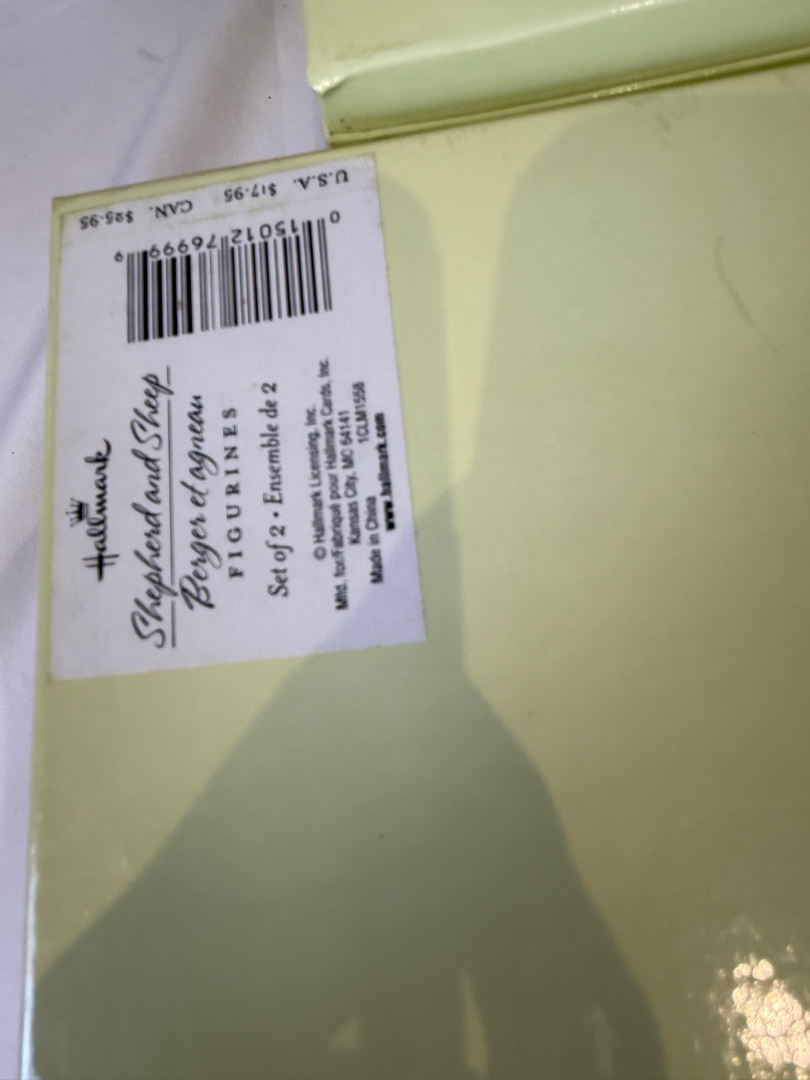 Hallmark
Shepherd and Sheep
Berger et agneau
FIGURINES
Set of 2 • Ensemble de 2
© Hallmark Licensing, Inc.
Mfd. for/Fabriqué pour Hallmark Cards, Inc.
Kansas City, MO 64141
Made in China 1CLM1558
www.hallmark.com
0 15012 76999 9
U.S.A. $17.95 CAN. $25.95